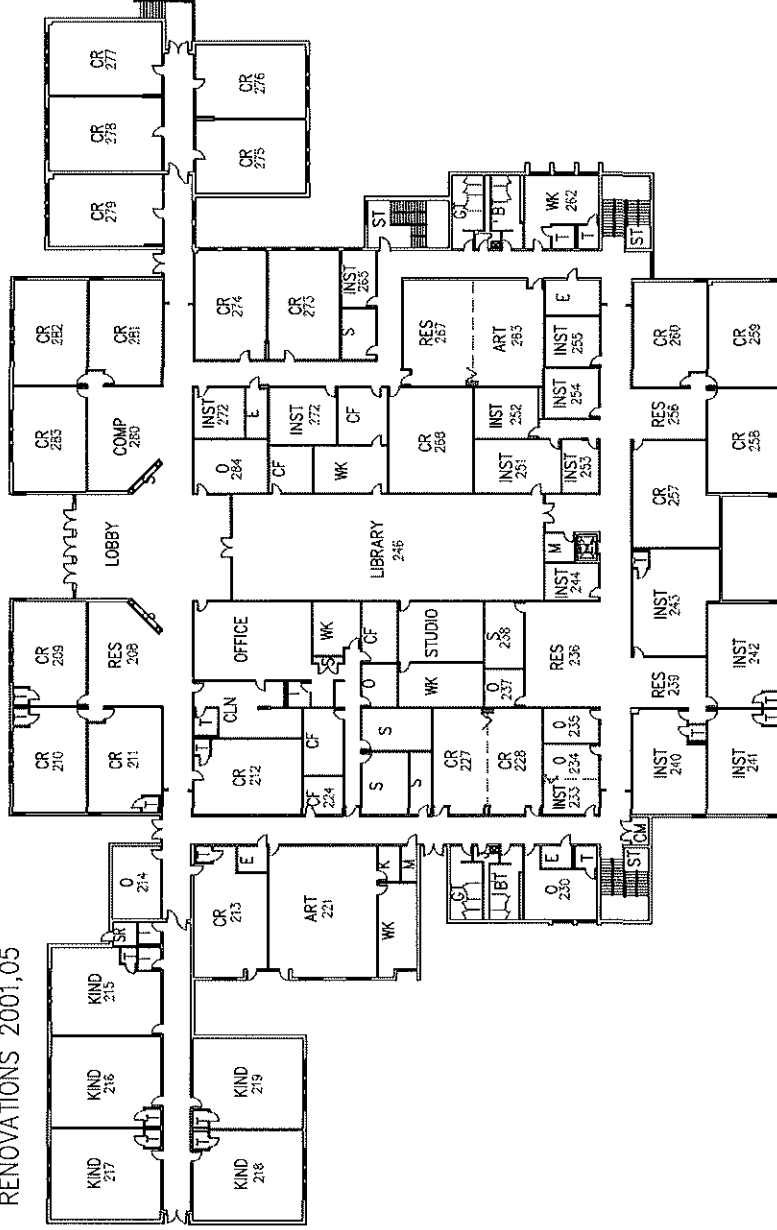 RENOVATIONS 2001,05
KIND
217
KIND
216
KIND
215
T
T
T
SR
KIND
218
KIND
219
T
T
O
214
CR
210
CR
209
T
T
CR
211
RES
208
T
LOBBY
CR
283
CR
282
COMP
280
CR
281
CR
279
CR
278
CR
277
CR
275
CR
276
CR
213
T
E
ART
221
WK
K
M
CR
212
T
T
CLN
T
OFFICE
CF
224
CF
WK
S
CF
O
S
S
S
WK
STUDIO
CR
227
CR
228
O
237
S
238
RES
236
INST
233
O
234
O
235
LIBRARY
246
INST
244
M
E
O
284
INST
272
E
CF
INST
272
WK
CF
CR
268
INST
251
INST
252
INST
253
INST
254
INST
255
E
CR
274
CR
273
S
INST
265
RES
267
ART
263
ST
GT
BT
WK
262
T
T
ST
GT
BT
O
230
E
T
ST
CM
INST
240
T
RES
239
INST
243
T
INST
241
INST
242
T
T
CR
257
RES
256
CR
260
CR
258
CR
259